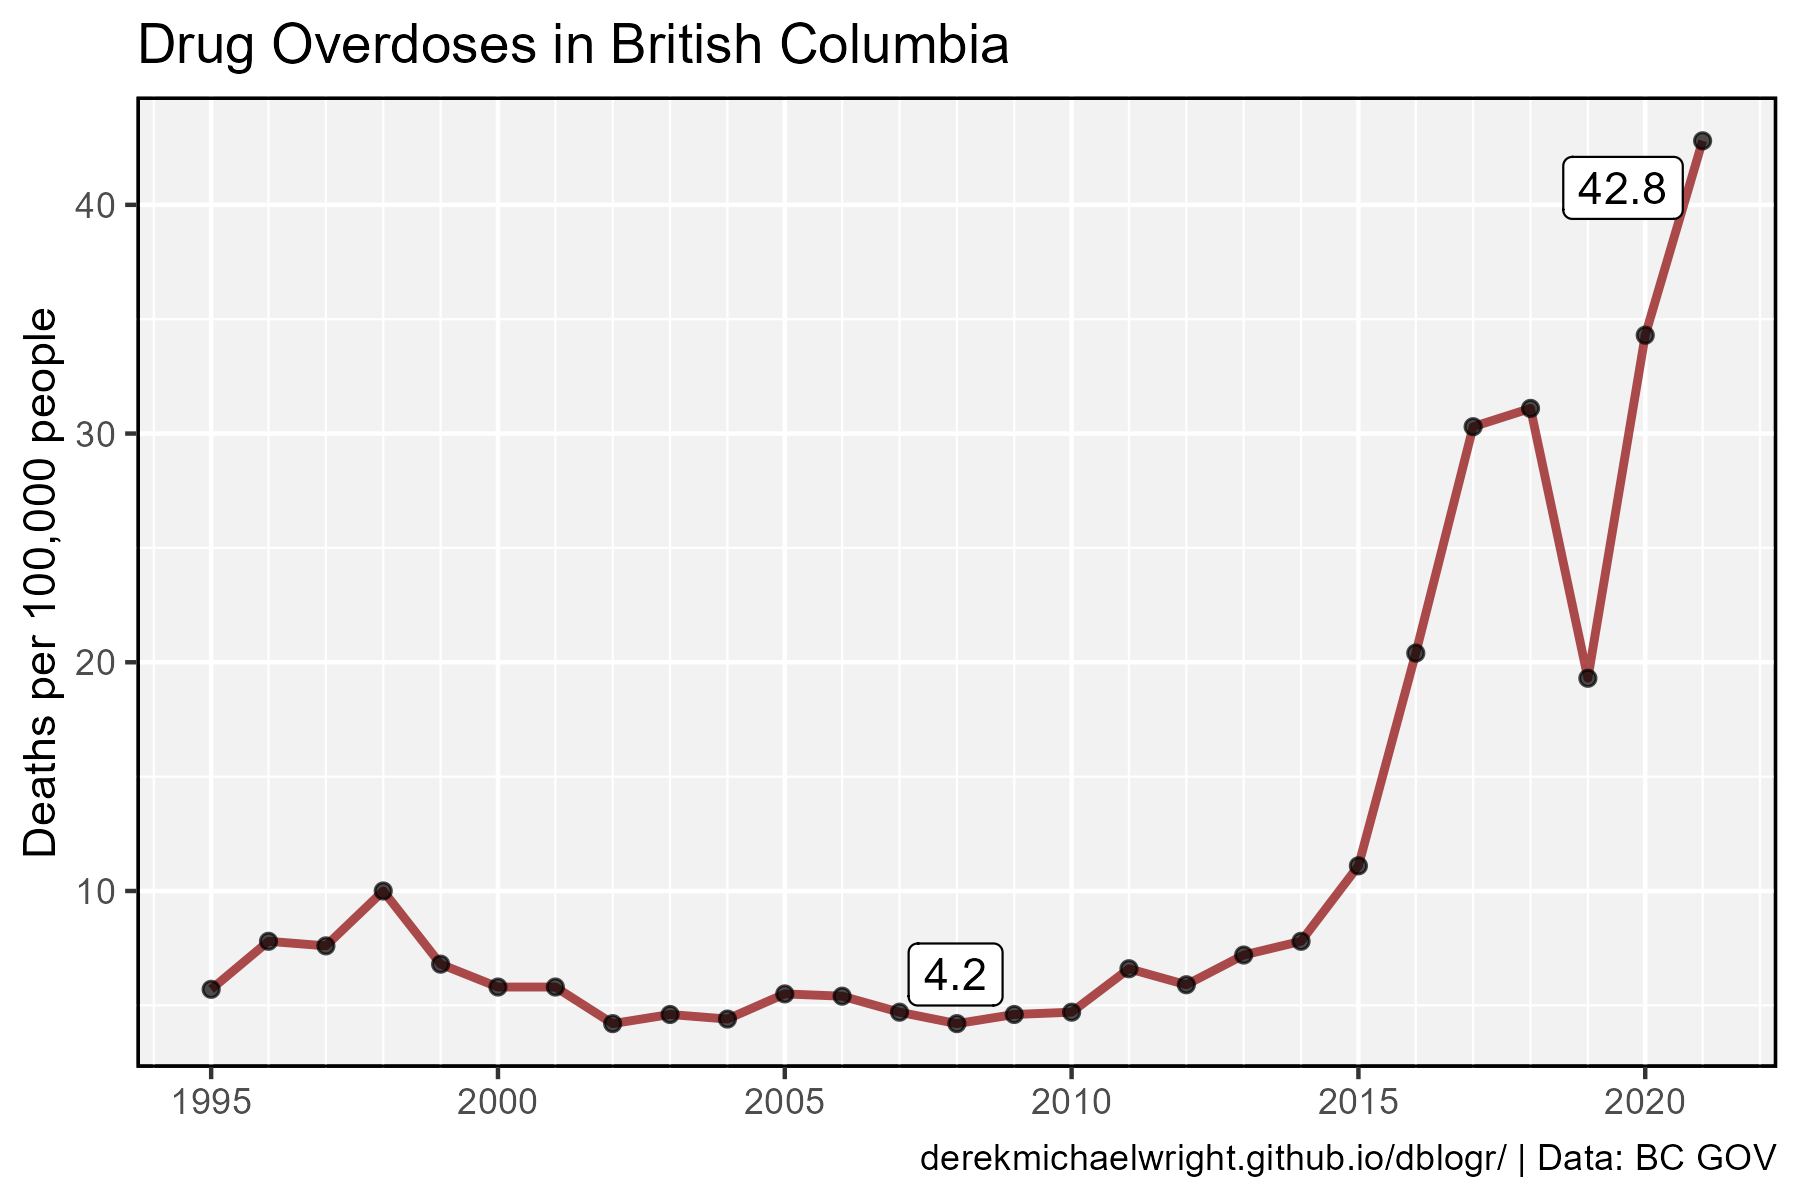 Drug Overdoses in British Columbia
Deaths per 100,000 people
40
30
20
10
42.8
4.2
1995 2000 2005 2010 2015 2020
derekmichaelwright.github.io/dblogr/ | Data: BC GOV